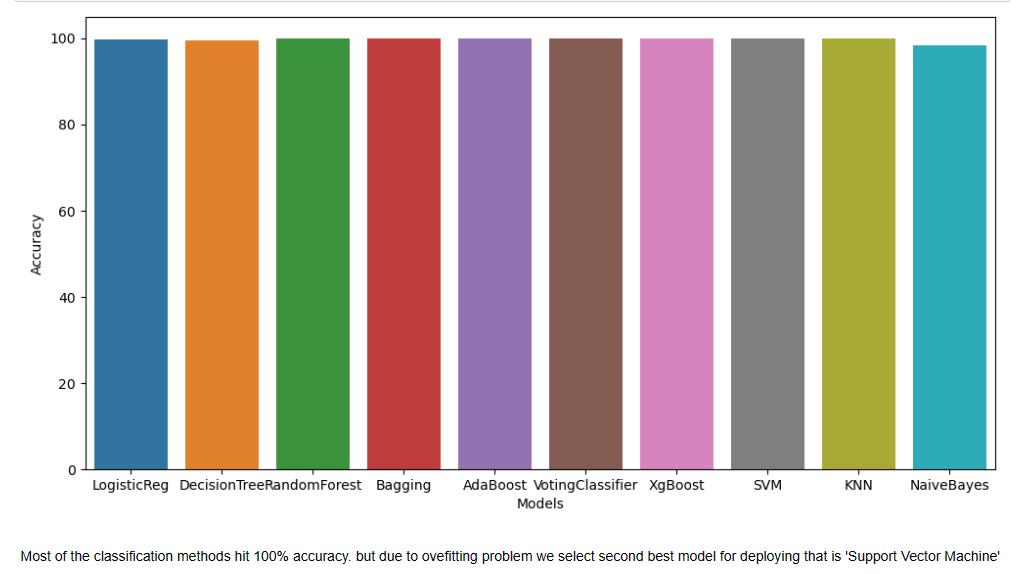 100
80
60
40
20
0
Accuracy
LogisticReg DecisionTree RandomForest Bagging AdaBoost VotingClassifier XgBoost SVM KNN NaiveBayes
Models
Most of the classification methods hit 100% accuracy. but due to ovefitting problem we select second best model for deploying that is 'Support Vector Machine'